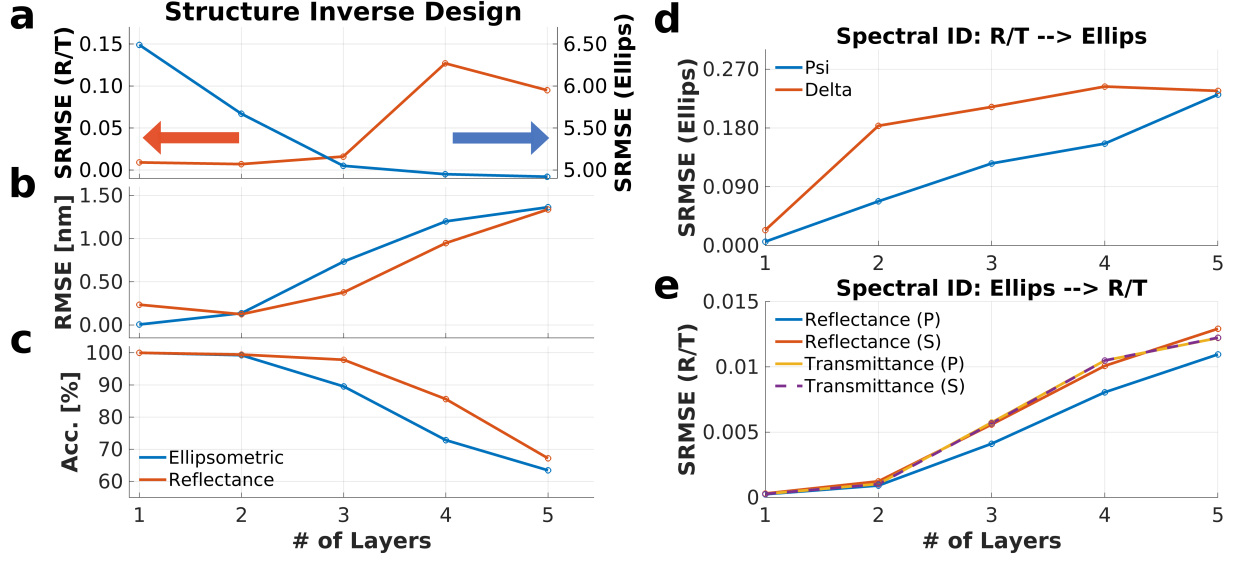 a
Structure Inverse Design
SRMSE (R/T)
0.15
0.10
0.05
0.00
6.50
6.00
5.50
5.00
SRMSE (Ellips)
b
RMSE [nm]
1.50
1.00
0.50
0.00
c
Acc. [%]
100
90
80
70
60
Ellipsometric
Reflectance
1 2 3 4 5
# of Layers
d
Spectral ID: R/T --> Ellips
SRMSE (Ellips)
0.270
0.180
0.090
0.000
Psi
Delta
1 2 3 4 5
e
Spectral ID: Ellips --> R/T
SRMSE (R/T)
0.015
0.01
0.005
0
Reflectance (P)
Reflectance (S)
Transmittance (P)
Transmittance (S)
1 2 3 4 5
# of Layers